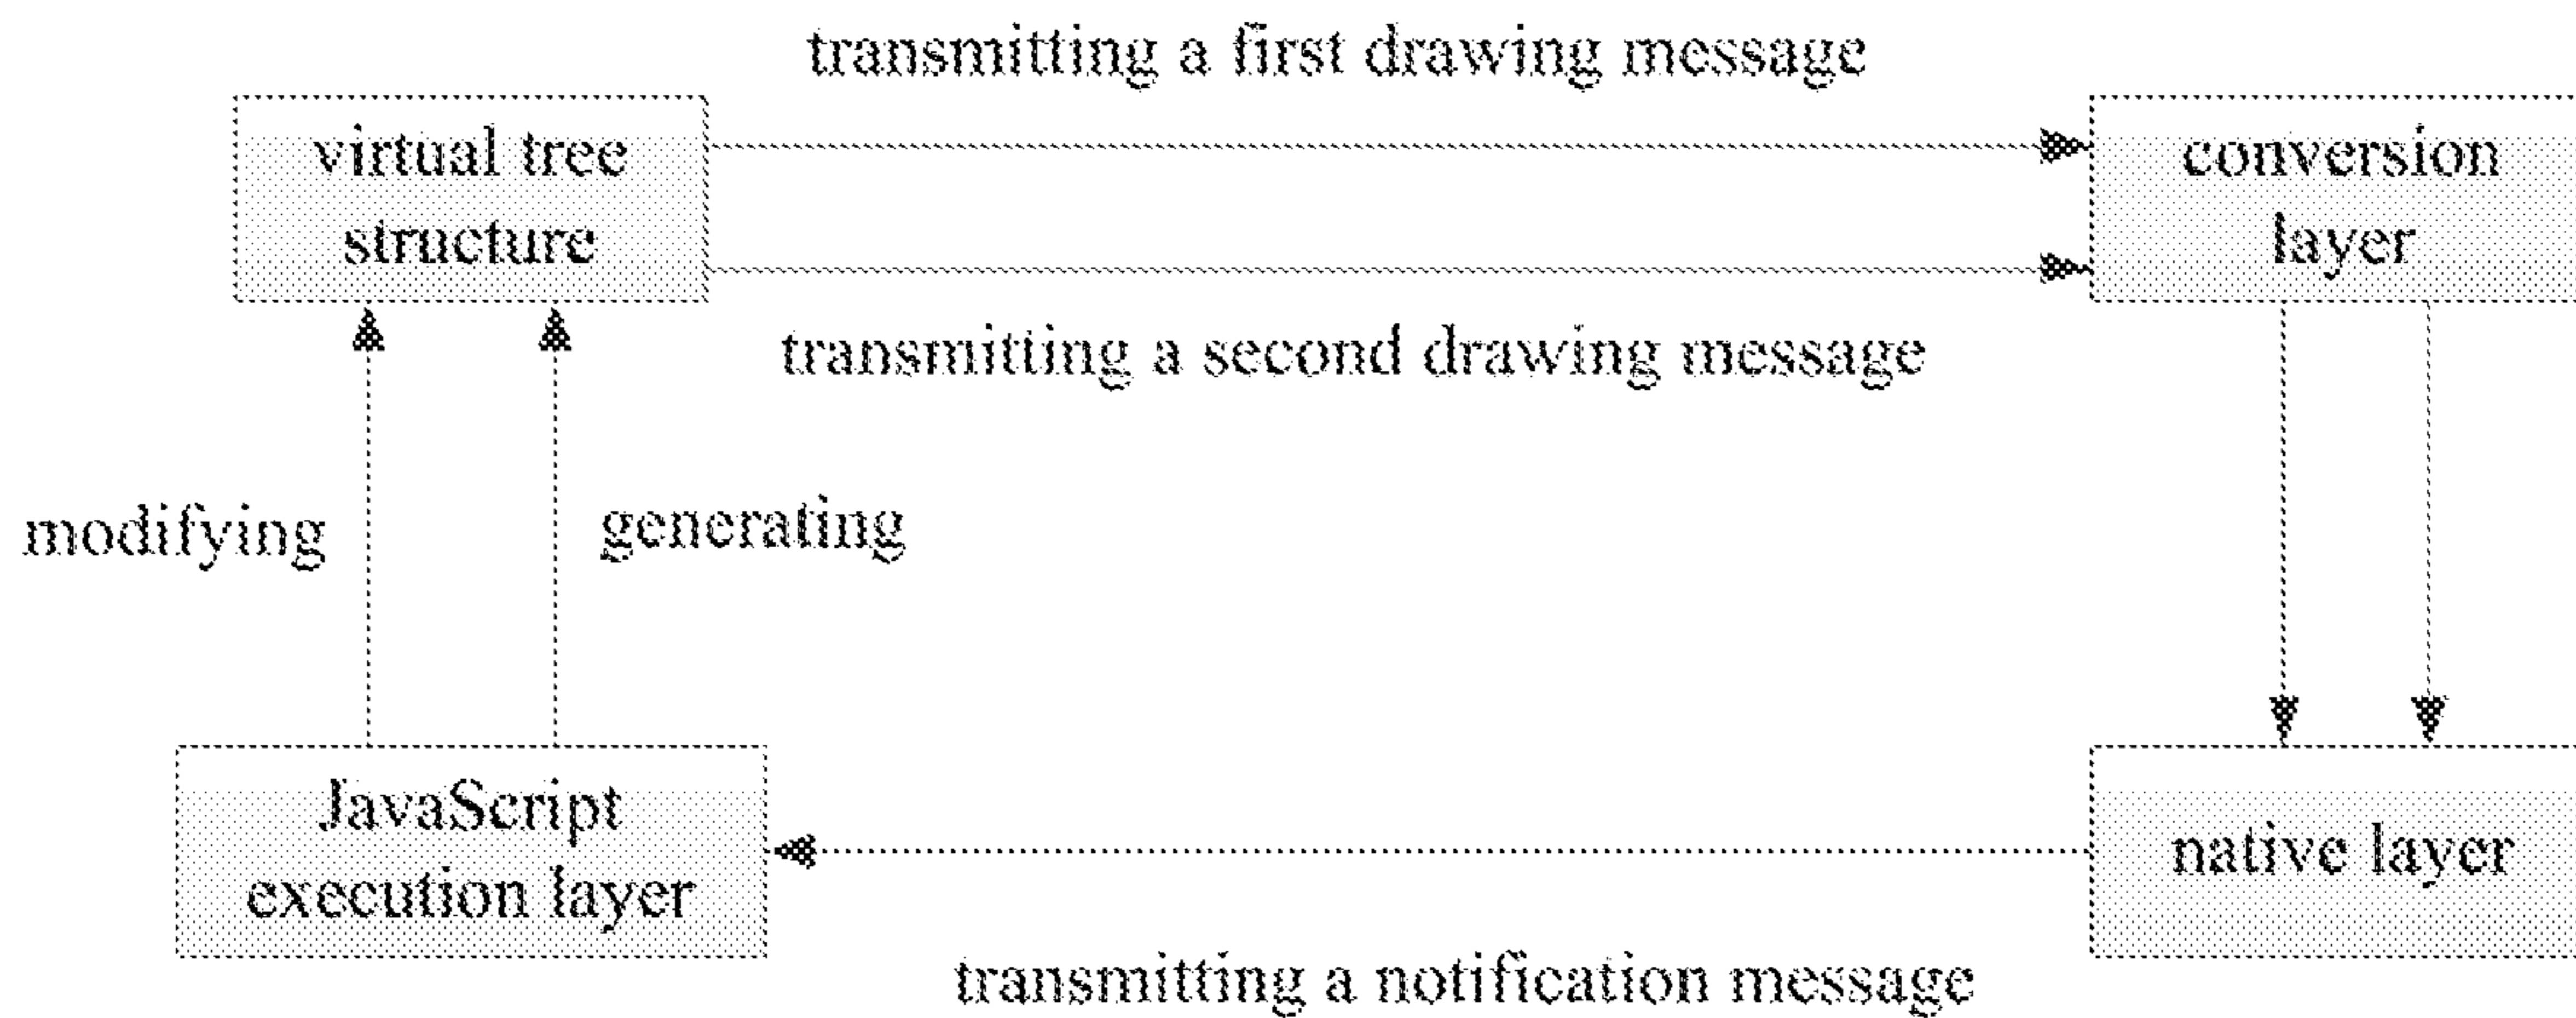 transmitting a first drawing message
virtual tree
structure
conversion
layer
transmitting a second drawing message
modifying
generating
JavaScript
execution layer
native layer
transmitting a notification message